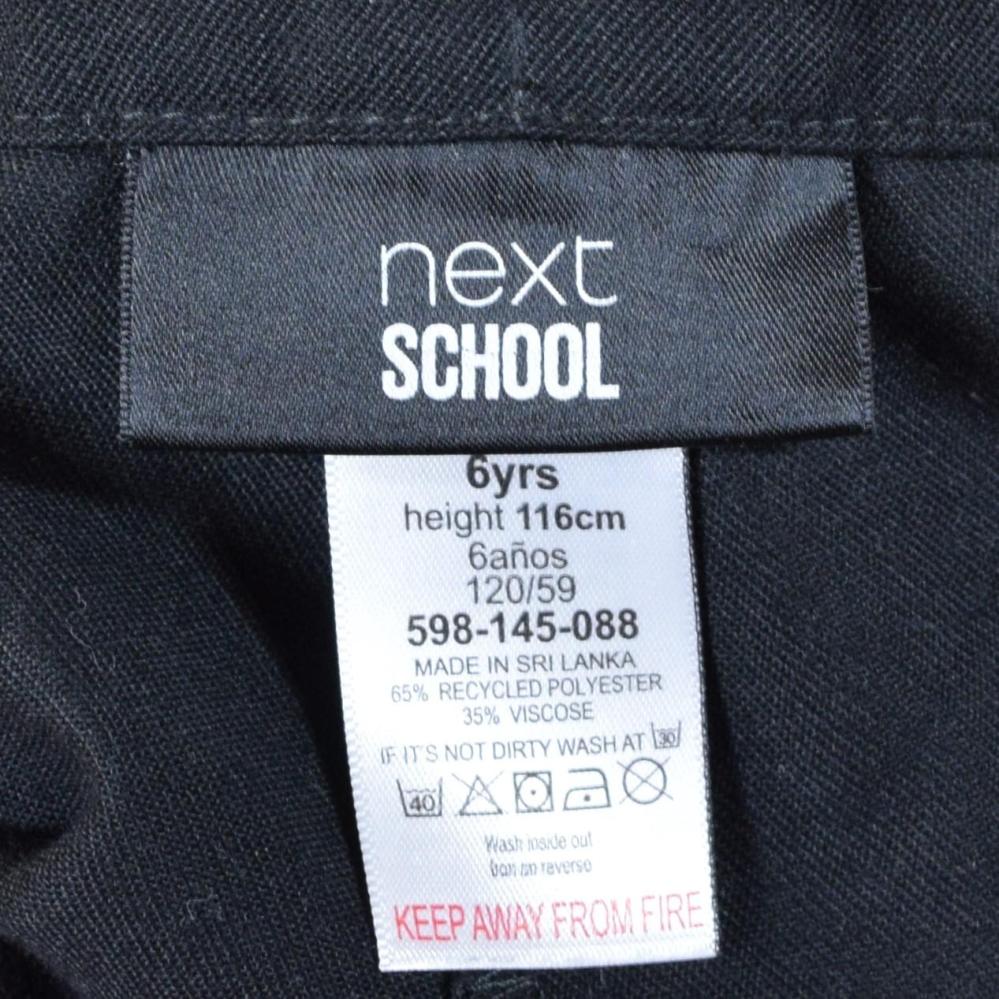 next
SCHOOL
6yrs
height 116cm
6años
120/59
598-145-088
MADE IN SRI LANKA
65% RECYCLED POLYESTER
35% VISCOSE
IF IT'S NOT DIRTY WASH AT 30
40
Wash inside out
reverso
KEEP AWAY FROM FIRE